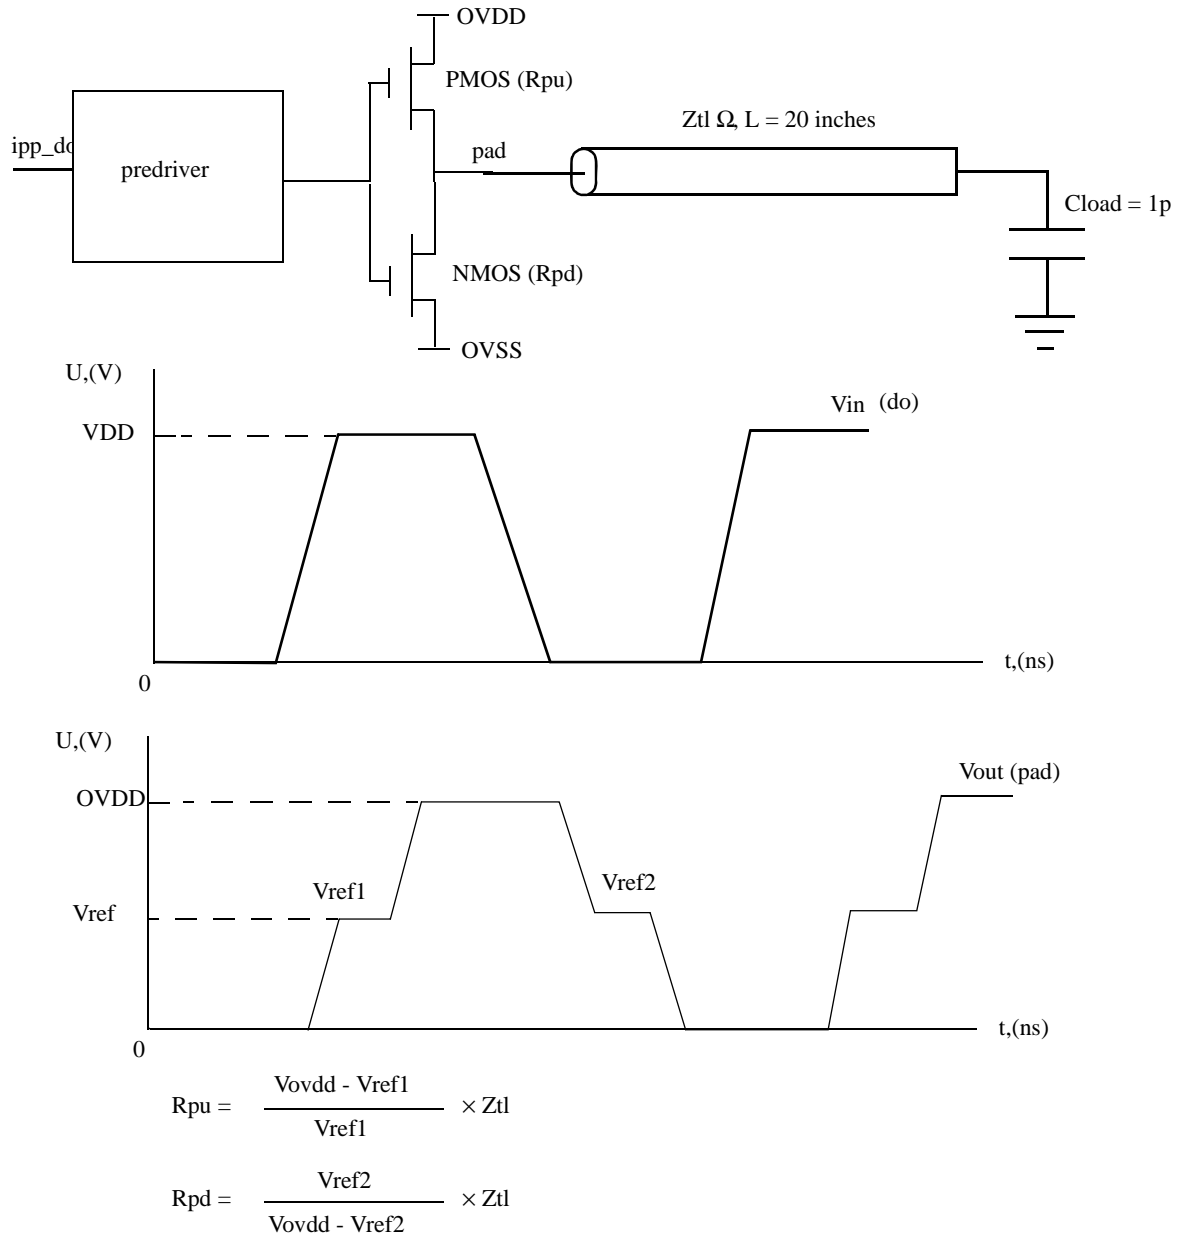 OVDD
PMOS (Rpu)
Ztl Ω, L = 20 inches
ipp_do
predriver
pad
Cload = 1p
NMOS (Rpd)
OVSS
U,(V)
VDD
Vin (do)
t,(ns)
0
U,(V)
OVDD
Vout (pad)
Vref1
Vref2
Vref
t,(ns)
0
Rpu = Vovdd - Vref1
Vref1 × Ztl
Rpd = Vref2
Vovdd - Vref2 × Ztl